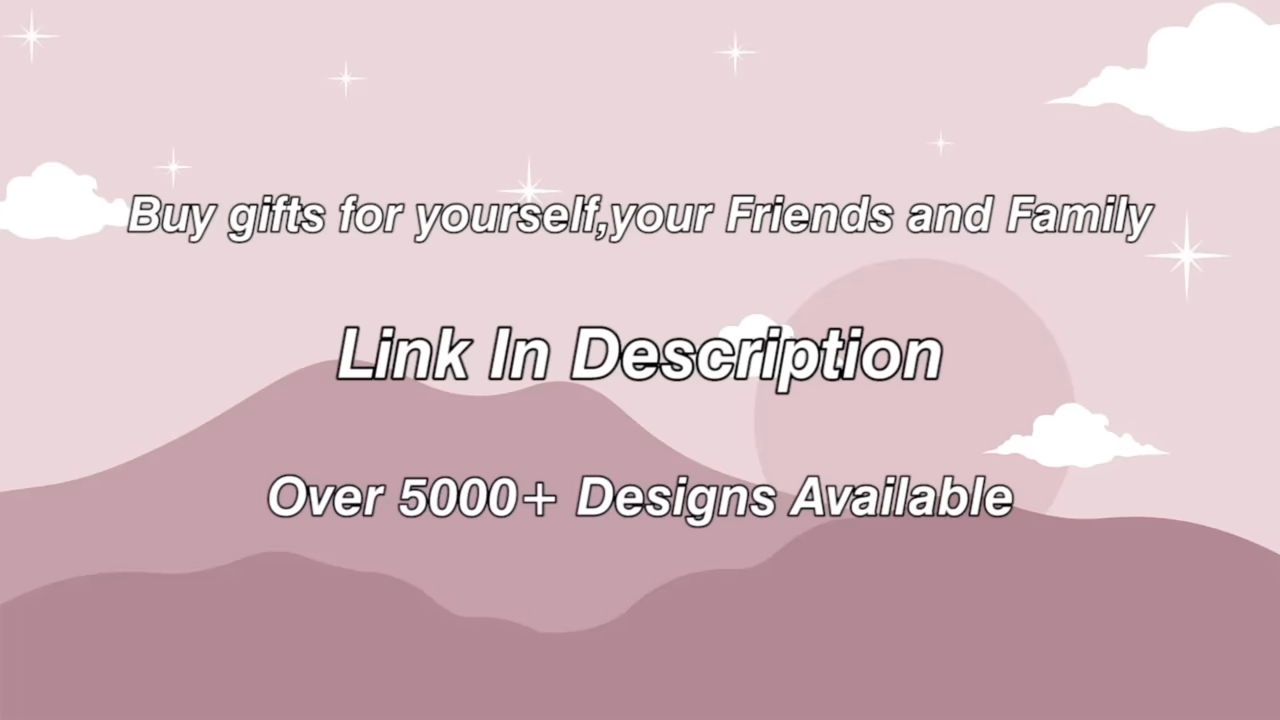 Buy gifts for yourself,your Friends and Family
Link In Description
Over 5000+ Designs Available